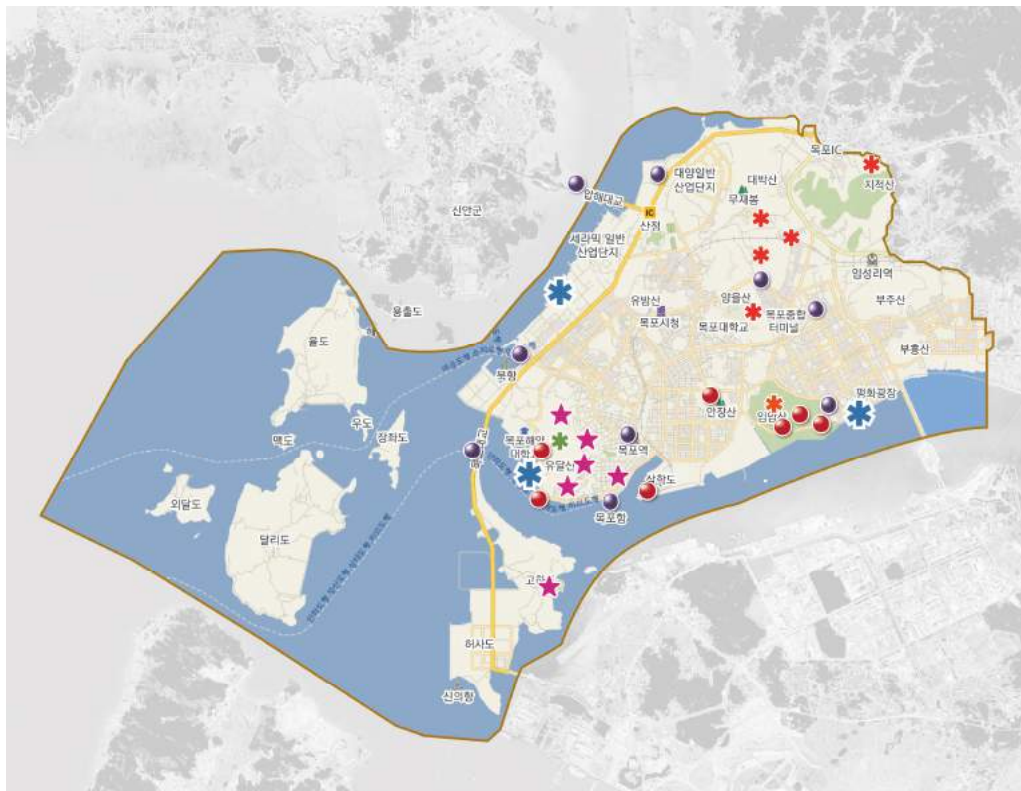 목포IC
대양일반
산업단지
대박산
무재봉
지적산
압해대교
신안군
IC
산정
세라믹 일반
산업단지
임성리역
유방산
목포시청
양을산
목포대학교
목포종합
터미널
부주산
용출도
해
율도
부흥산
북항
평화광장
우도
장좌도
안장산
맥도
목포해양
대학교
유달산
목포역
외달도
삼학도
목포항
달리도
고하
허사도
신의항